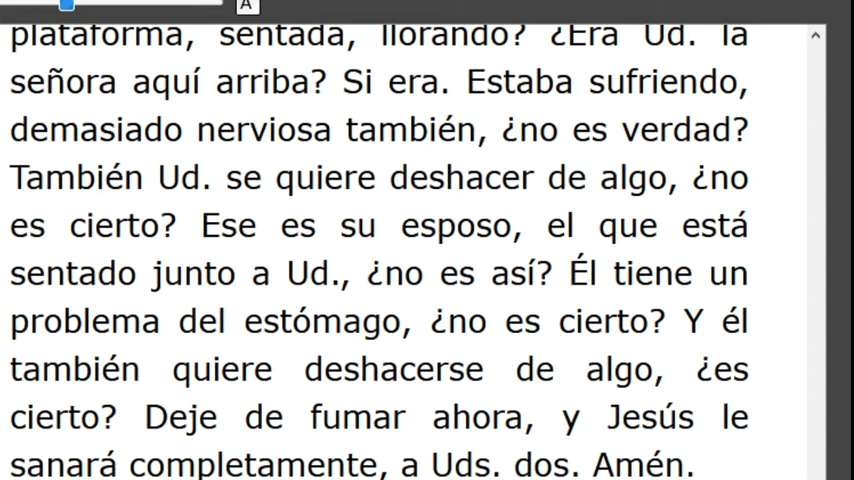 A
plataforma, sentada, llorando? ¿Era Ud. la
señora aquí arriba? Si era. Estaba sufriendo,
demasiado nerviosa también, ¿no es verdad?
También Ud. se quiere deshacer de algo, ¿no
es cierto? Ese es su esposo, el que está
sentado junto a Ud., ¿no es así? Él tiene un
problema del estómago, ¿no es cierto? Y él
también quiere deshacerse de algo, ¿es
cierto? Deje de fumar ahora, y Jesús le
sanará completamente, a Uds. dos. Amén.